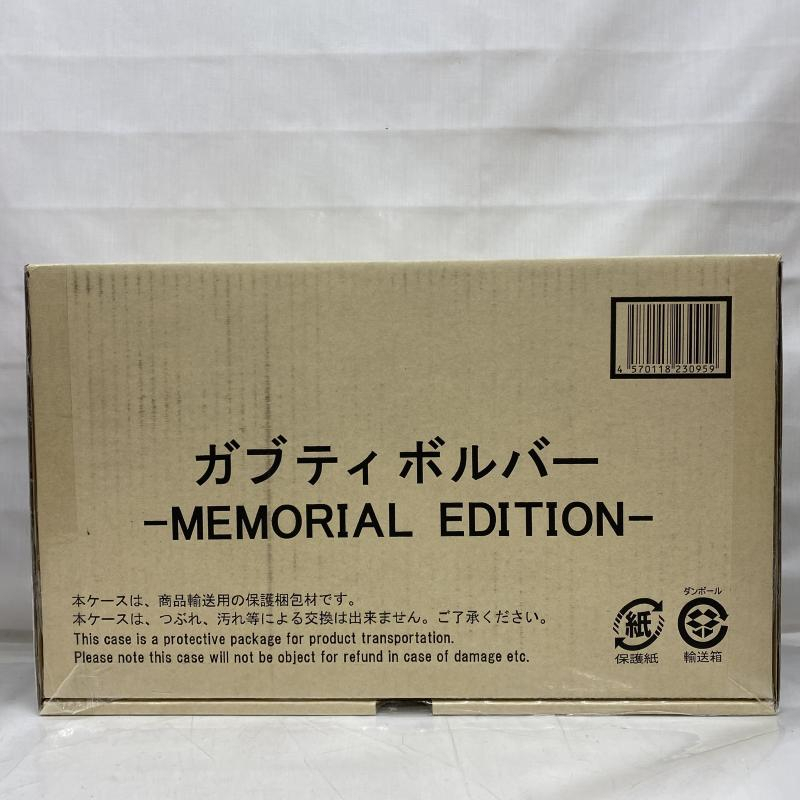 4 570118 230959
ガブティボルバー
-MEMORIAL EDITION-
本ケースは、商品輸送用の保護梱包材です。
本ケースは、つぶれ、汚れ等による交換は出来ません。ご了承ください。
This case is a protective package for product transportation.
Please note this case will not be object for refund in case of damage etc.
紙
保護紙
ダンボール
輸送箱